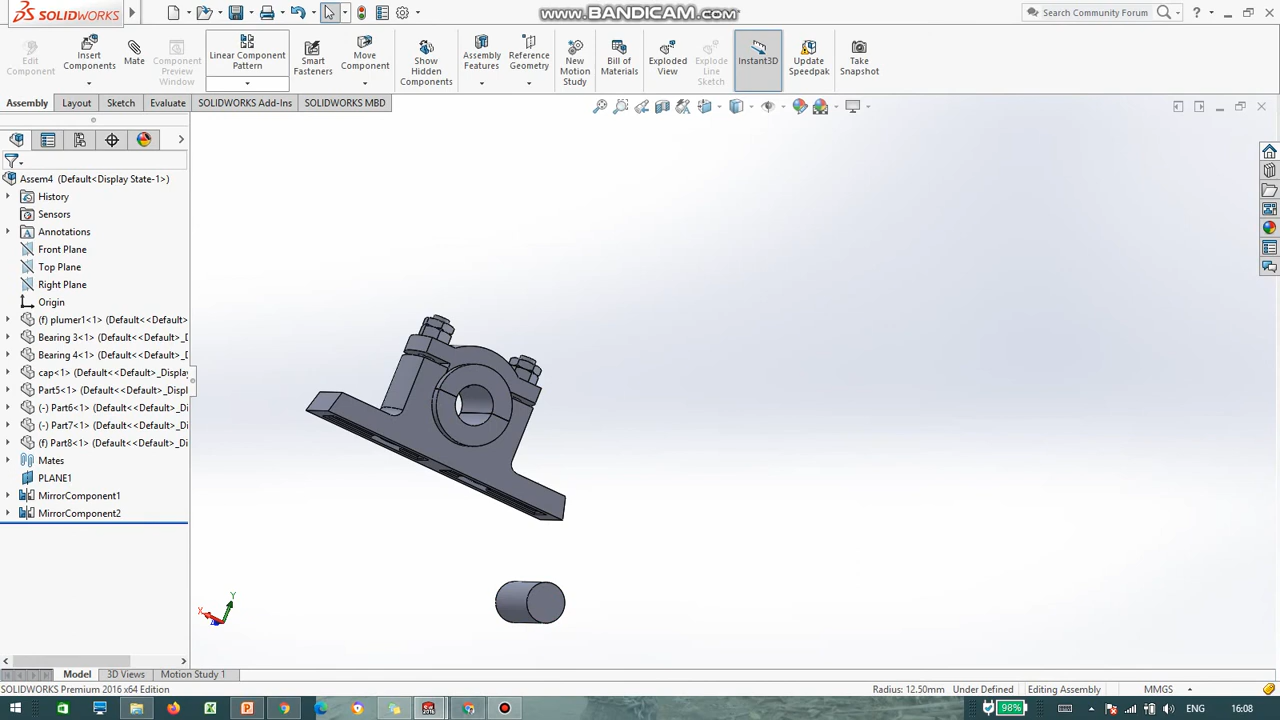 SOLIDWORKS
www.BANDICAM.com
Search Community Forum
Edit Component
Insert Components
Mate
Component Preview Window
Linear Component Pattern
Smart Fasteners
Move Component
Show Hidden Components
Assembly Features
Reference Geometry
New Motion Study
Bill of Materials
Exploded View
Explode Line Sketch
Instant3D
Update Speedpak
Take Snapshot
Assembly Layout Sketch Evaluate SOLIDWORKS Add-Ins SOLIDWORKS MBD
Assem4 (Default<Display State-1>)
History
Sensors
Annotations
Front Plane
Top Plane
Right Plane
Origin
(f) plumer1<1> (Default<<Default>
Bearing 3<1> (Default<<Default>_D
Bearing 4<1> (Default<<Default>_D
cap<1> (Default<<Default>_Display
Part5<1> (Default<<Default>_Displ
(-) Part6<1> (Default<<Default>_Di
(-) Part7<1> (Default<<Default>_Di
(f) Part8<1> (Default<<Default>_Di
Mates
PLANE1
MirrorComponent1
MirrorComponent2
Y
X
Model 3D Views Motion Study 1
SOLIDWORKS Premium 2016 x64 Edition Radius: 12.50mm Under Defined Editing Assembly MMGS
98% ENG 16:08